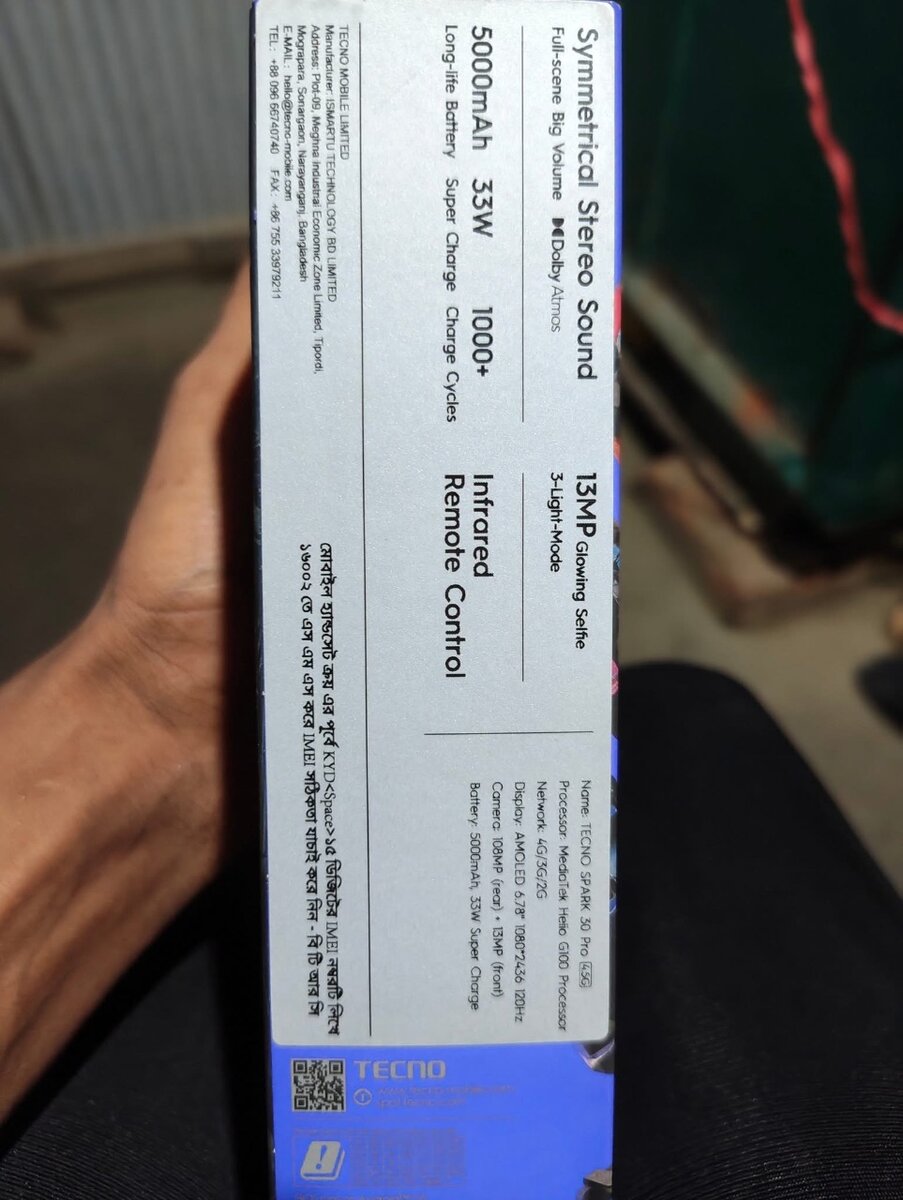 Symmetrical Stereo Sound
Full-scene Big Volume Dolby Atmos
5000mAh 33W 1000+
Long-life Battery Super Charge Charge Cycles
13MP Glowing Selfie
3-Light-Mode
Infrared
Remote Control
Name: TECNO SPARK 30 Pro 4.5G
Processor: MediaTek Helio G100 Processor
Network: 4G/3G/2G
Display: AMOLED 6.78" 1080*2436 120Hz
Camera: 108MP (rear) + 13MP (front)
Battery: 5000mAh, 33W Super Charge
TECNO MOBILE LIMITED
Manufacturer: ISMARTU TECHNOLOGY BD LIMITED
Address: Plot-09, Meghna Industrial Economic Zone Limited, Tipordi,
Mograpara, Sonargaon, Narayanganj, Bangladesh
E-MAIL: hello@tecno-mobile.com
TEL: +88 096 66740740 FAX: +86 755 33979211
মোবাইল হ্যান্ডসেট ক্রয় এর পূর্বে KYD<Space>১৫ ডিজিটের IMEI নম্বরটি লিখে
১৬০০২ তে এস এম এস করে IMEI সঠিকতা যাচাই করে নিন - বি টি আর সি
TECNO